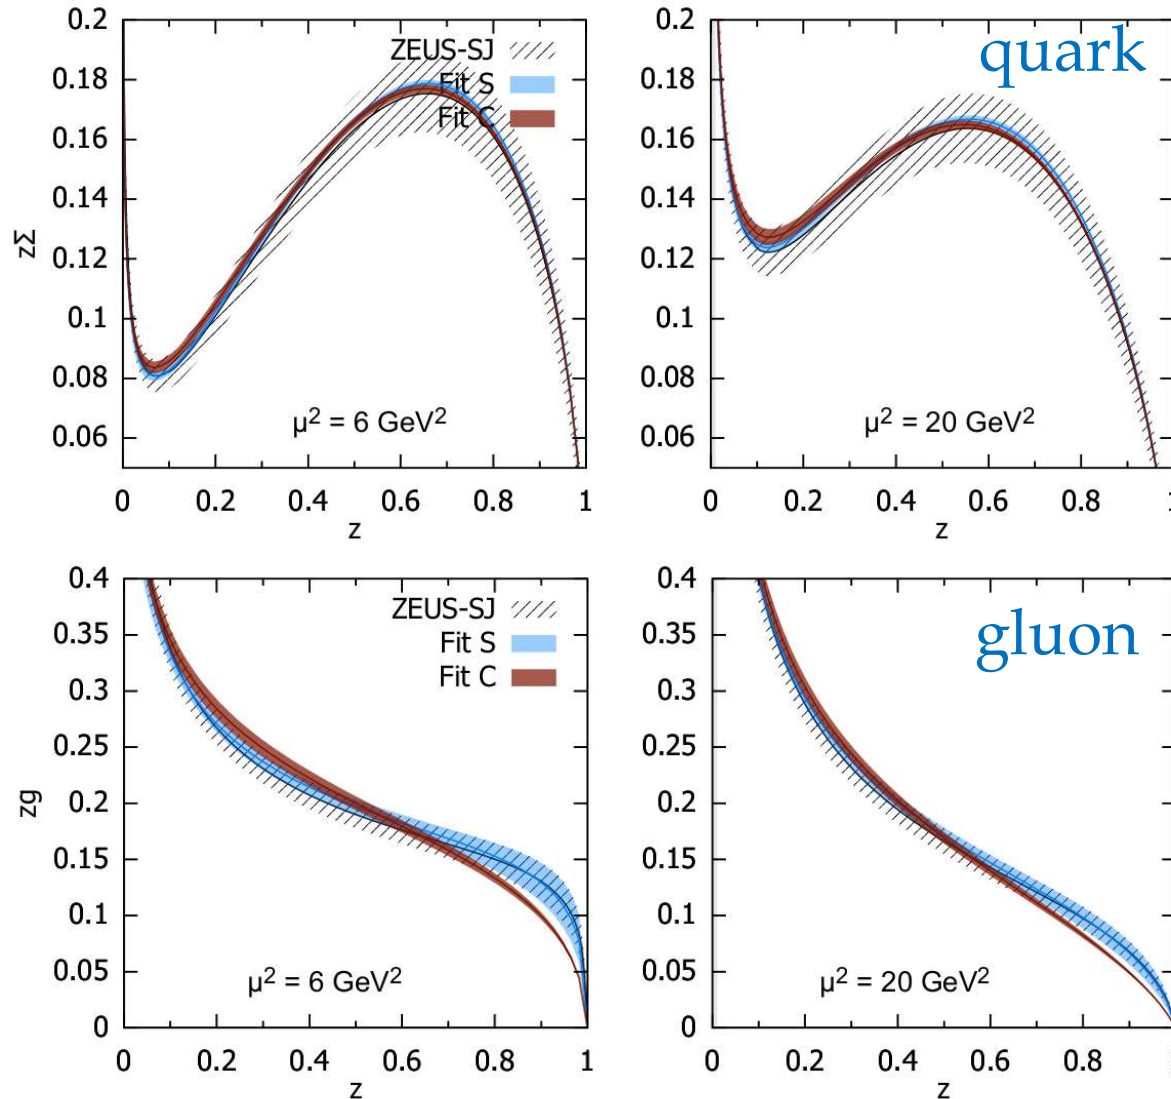 quark
ZEUS-SJ
Fit S
Fit C
0.2
0.18
0.16
0.14
0.12
0.1
0.08
0.06
zΣ
μ² = 6 GeV²
0 0.2 0.4 0.6 0.8 1
z
0.2
0.18
0.16
0.14
0.12
0.1
0.08
0.06
μ² = 20 GeV²
0 0.2 0.4 0.6 0.8
z
gluon
ZEUS-SJ
Fit S
Fit C
0.4
0.35
0.3
0.25
0.2
0.15
0.1
0.05
0
zg
μ² = 6 GeV²
0 0.2 0.4 0.6 0.8 1
z
0.4
0.35
0.3
0.25
0.2
0.15
0.1
0.05
0
μ² = 20 GeV²
0 0.2 0.4 0.6 0.8
z